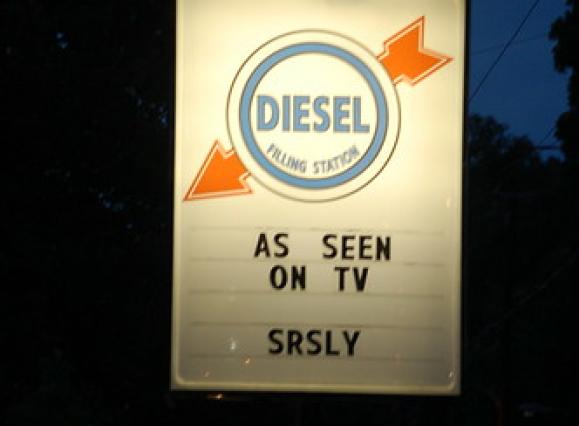 DIESEL
FILLING STATION
AS SEEN
ON TV
SRSLY